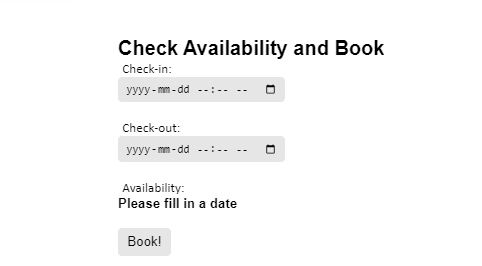 Check Availability and Book
Check-in:
yyyy-mm-dd --:-- --
Check-out:
yyyy-mm-dd --:-- --
Availability:
Please fill in a date
Book!